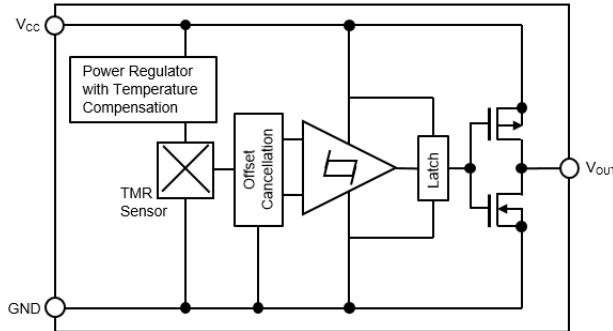 VCC
Power Regulator
with Temperature
Compensation
TMR
Sensor
Offset
Cancellation
Latch
VOUT
GND